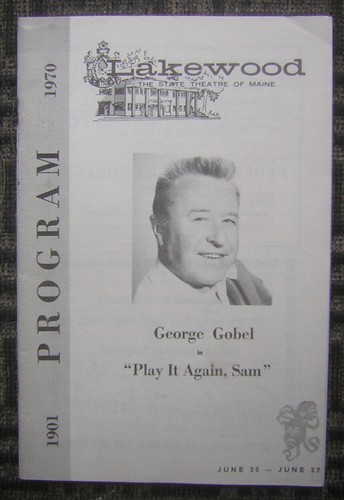 Lakewood
THE STATE THEATRE OF MAINE
1901 PROGRAM 1970
George Gobel
in
"Play It Again, Sam"
JUNE 20 — JUNE 27